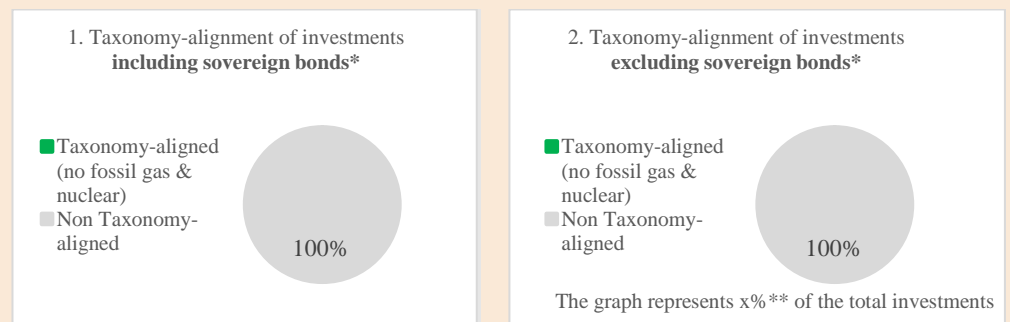 1. Taxonomy-alignment of investments
including sovereign bonds*
Taxonomy-aligned
(no fossil gas &
nuclear)
Non Taxonomy-
aligned
100%
2. Taxonomy-alignment of investments
excluding sovereign bonds*
Taxonomy-aligned
(no fossil gas &
nuclear)
Non Taxonomy-
aligned
100%
The graph represents x%** of the total investments